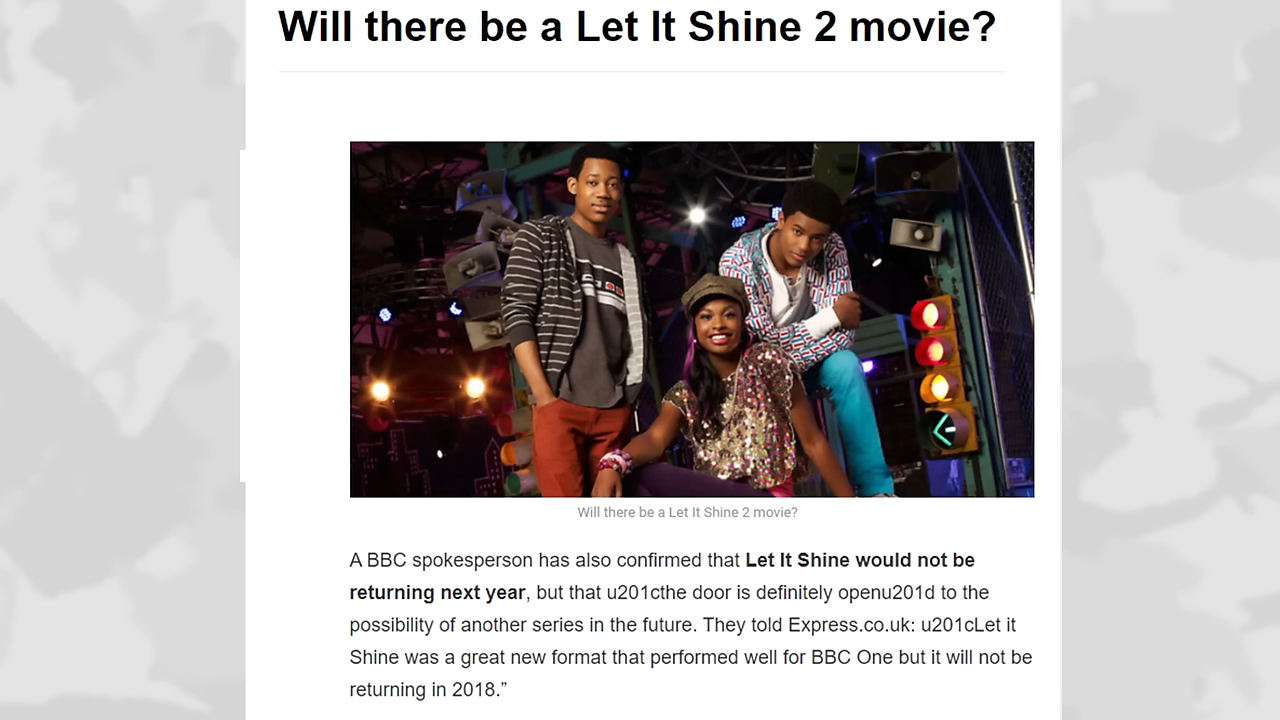 Will there be a Let It Shine 2 movie?
Will there be a Let It Shine 2 movie?
A BBC spokesperson has also confirmed that Let It Shine would not be
returning next year, but that u201cthe door is definitely openu201d to the
possibility of another series in the future. They told Express.co.uk: u201cLet it
Shine was a great new format that performed well for BBC One but it will not be
returning in 2018.”